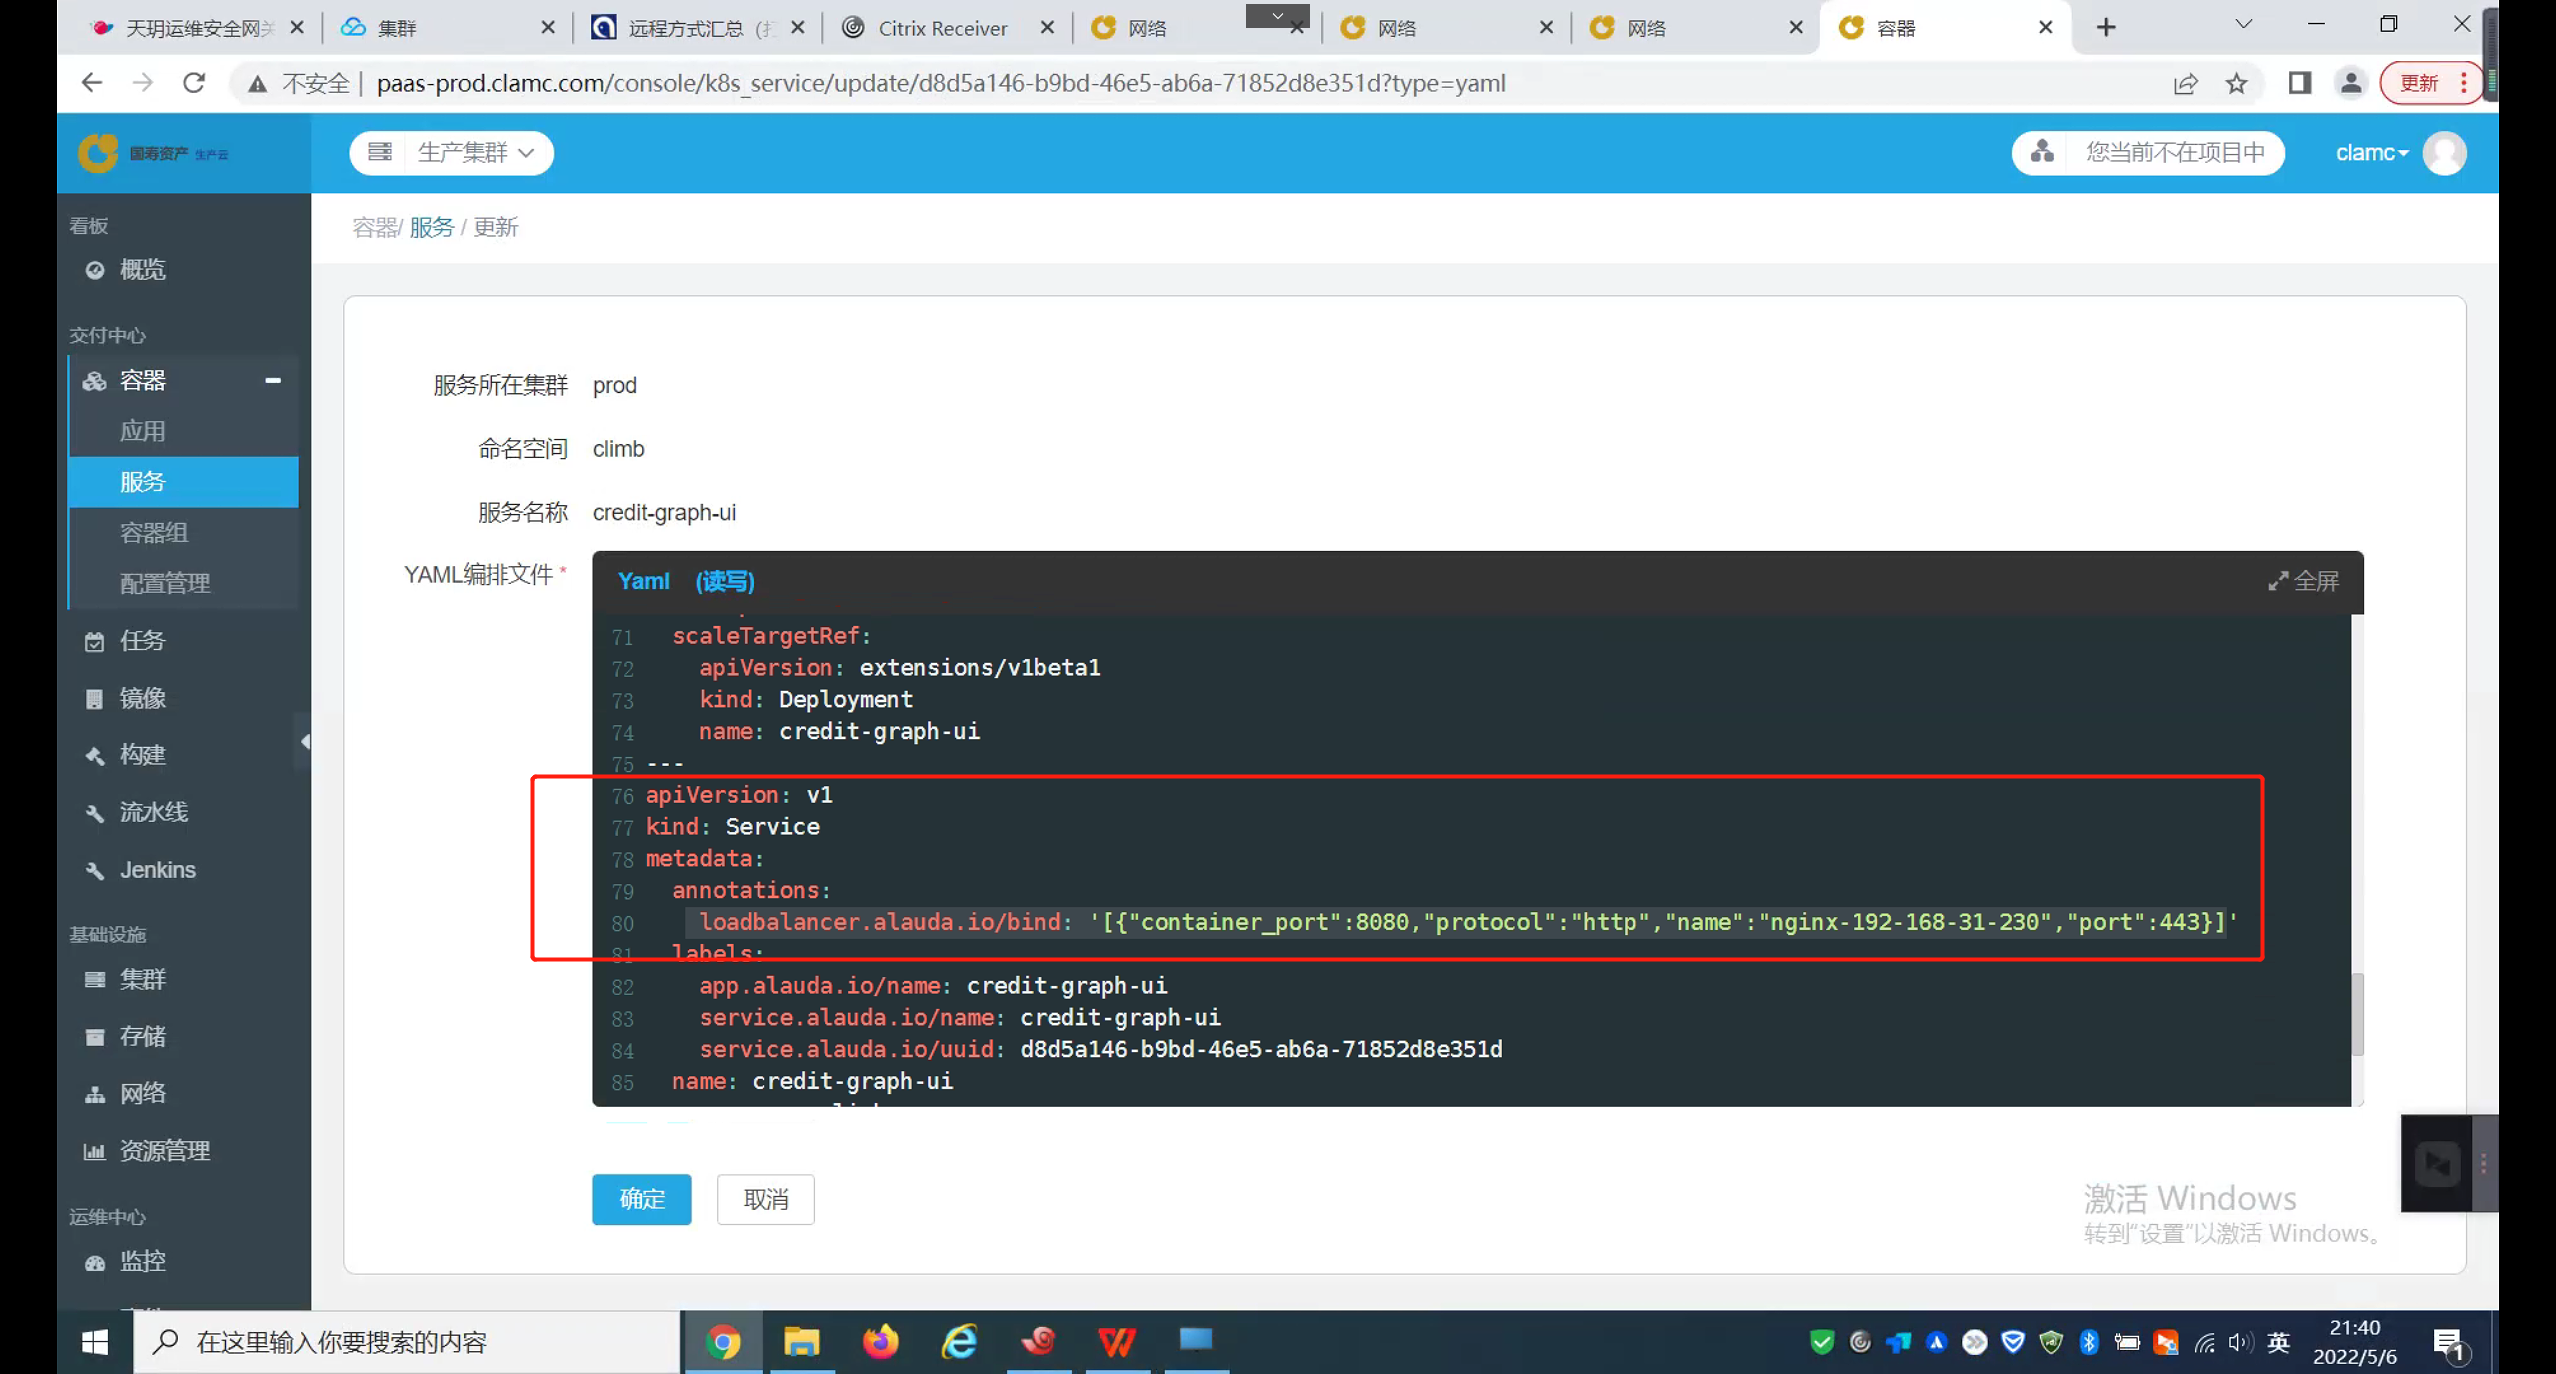 天玥运维安全网关
集群
远程方式汇总（打
Citrix Receiver
网络
网络
网络
容器
不安全
paas-prod.clamc.com/console/k8s_service/update/d8d5a146-b9bd-46e5-ab6a-71852d8e351d?type=yaml
更新
国寿资产 生产云
生产集群
您当前不在项目中
clamc
容器/ 服务 / 更新
看板
概览
交付中心
容器
应用
服务
容器组
配置管理
任务
镜像
构建
流水线
Jenkins
基础设施
集群
存储
网络
资源管理
运维中心
监控
服务所在集群 prod
命名空间 climb
服务名称 credit-graph-ui
YAML编排文件 *
Yaml (读写)
全屏
71 scaleTargetRef:
72 apiVersion: extensions/v1beta1
73 kind: Deployment
74 name: credit-graph-ui
75 ---
76 apiVersion: v1
77 kind: Service
78 metadata:
79 annotations:
80 loadbalancer.alauda.io/bind: '[{"container_port":8080,"protocol":"http","name":"nginx-192-168-31-230","port":443}]'
81 labels:
82 app.alauda.io/name: credit-graph-ui
83 service.alauda.io/name: credit-graph-ui
84 service.alauda.io/uuid: d8d5a146-b9bd-46e5-ab6a-71852d8e351d
85 name: credit-graph-ui
确定
取消
激活 Windows
转到“设置”以激活 Windows。
在这里输入你要搜索的内容
英
21:40
2022/5/6
1